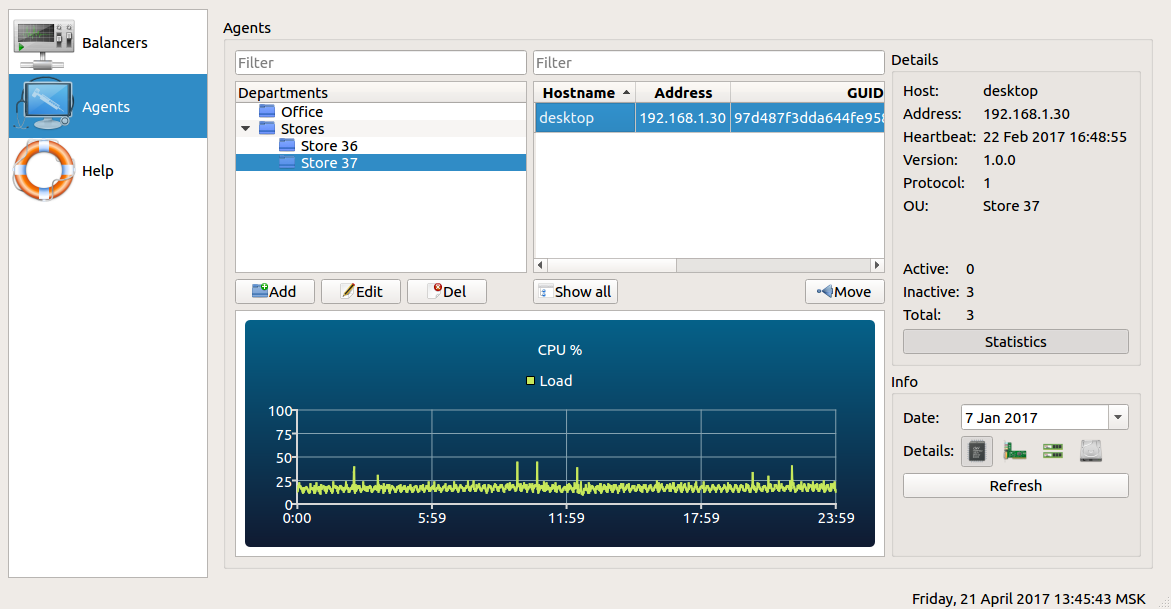 Balancers
Agents
Help
Agents
Filter
Departments
Office
Stores
Store 36
Store 37
Add
Edit
Del
Filter
Hostname Address GUID
desktop 192.168.1.30 97d487f3dda644fe958
Show all
Move
CPU %
Load
100
75
50
25
0
0:00 5:59 11:59 17:59 23:59
Details
Host: desktop
Address: 192.168.1.30
Heartbeat: 22 Feb 2017 16:48:55
Version: 1.0.0
Protocol: 1
OU: Store 37
Active: 0
Inactive: 3
Total: 3
Statistics
Info
Date: 7 Jan 2017
Details:
Refresh
Friday, 21 April 2017 13:45:43 MSK